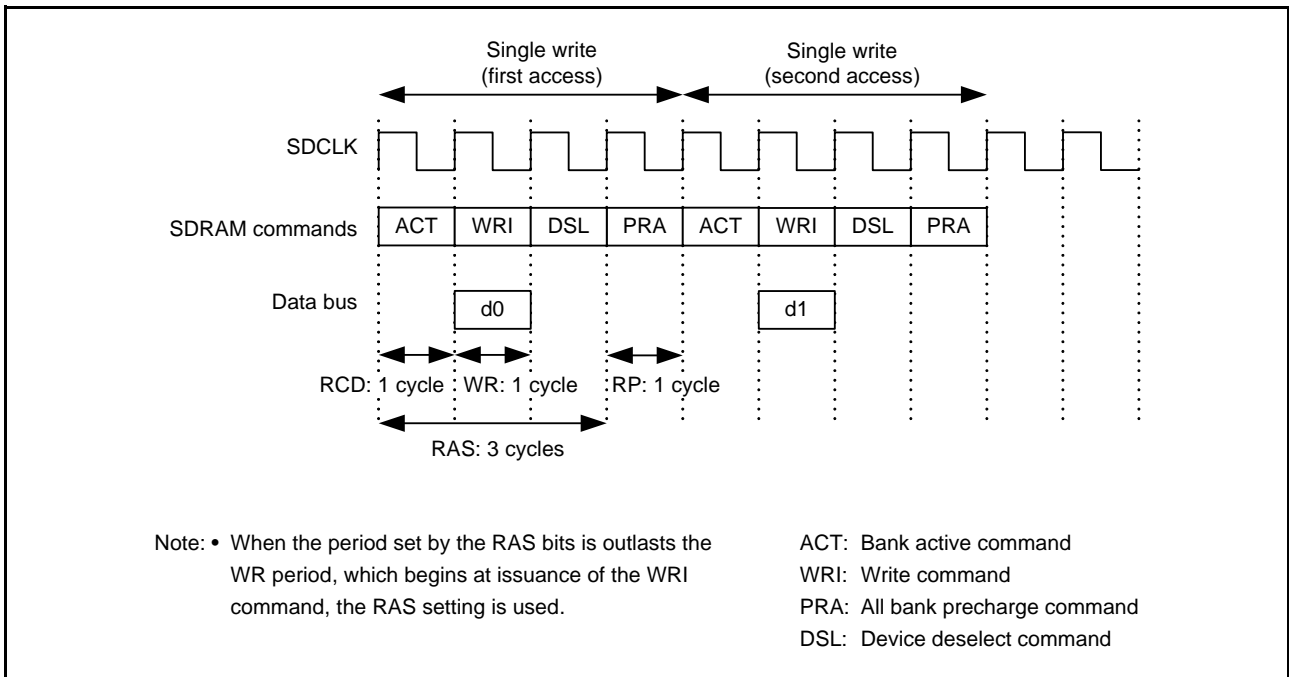 Single write
(first access)
Single write
(second access)
SDCLK
SDRAM commands
ACT WRI DSL PRA ACT WRI DSL PRA
Data bus
d0 d1
RCD: 1 cycle WR: 1 cycle RP: 1 cycle
RAS: 3 cycles
Note: • When the period set by the RAS bits is outlasts the
WR period, which begins at issuance of the WRI
command, the RAS setting is used.
ACT: Bank active command
WRI: Write command
PRA: All bank precharge command
DSL: Device deselect command